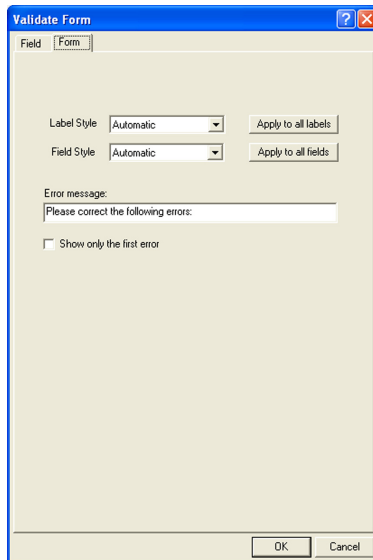 Validate Form
Field Form
Label Style Automatic Apply to all labels
Field Style Automatic Apply to all fields
Error message:
Please correct the following errors:
Show only the first error
OK Cancel